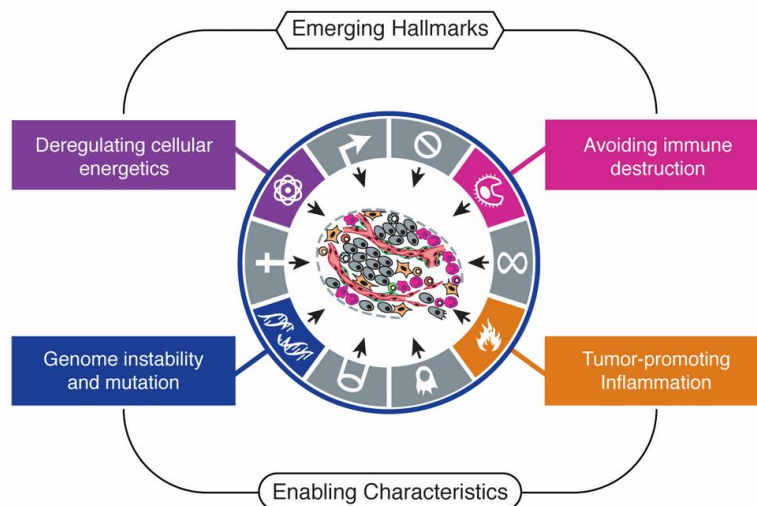 Emerging Hallmarks
Deregulating cellular
energetics
Avoiding immune
destruction
Genome instability
and mutation
Tumor-promoting
Inflammation
Enabling Characteristics